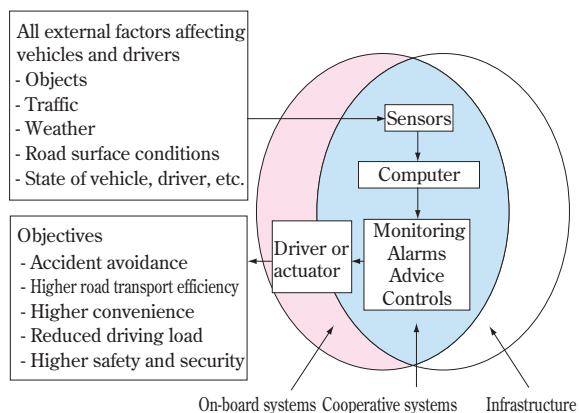 All external factors affecting
vehicles and drivers
- Objects
- Traffic
- Weather
- Road surface conditions
- State of vehicle, driver, etc.
Sensors
Computer
Monitoring
Alarms
Advice
Controls
Driver or
actuator
Objectives
- Accident avoidance
- Higher road transport efficiency
- Higher convenience
- Reduced driving load
- Higher safety and security
On-board systems Cooperative systems Infrastructure